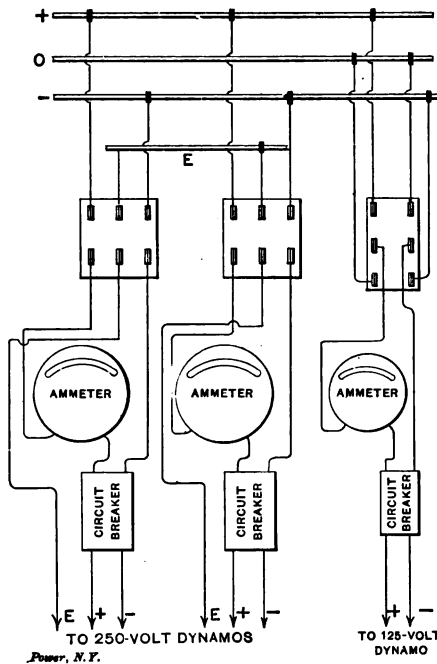 +
O
-
E
AMMETER
AMMETER
AMMETER
CIRCUIT
BREAKER
CIRCUIT
BREAKER
CIRCUIT
BREAKER
E + -
E + -
+ -
TO 250-VOLT DYNAMOS
TO 125-VOLT
DYNAMO
Power, N.Y.